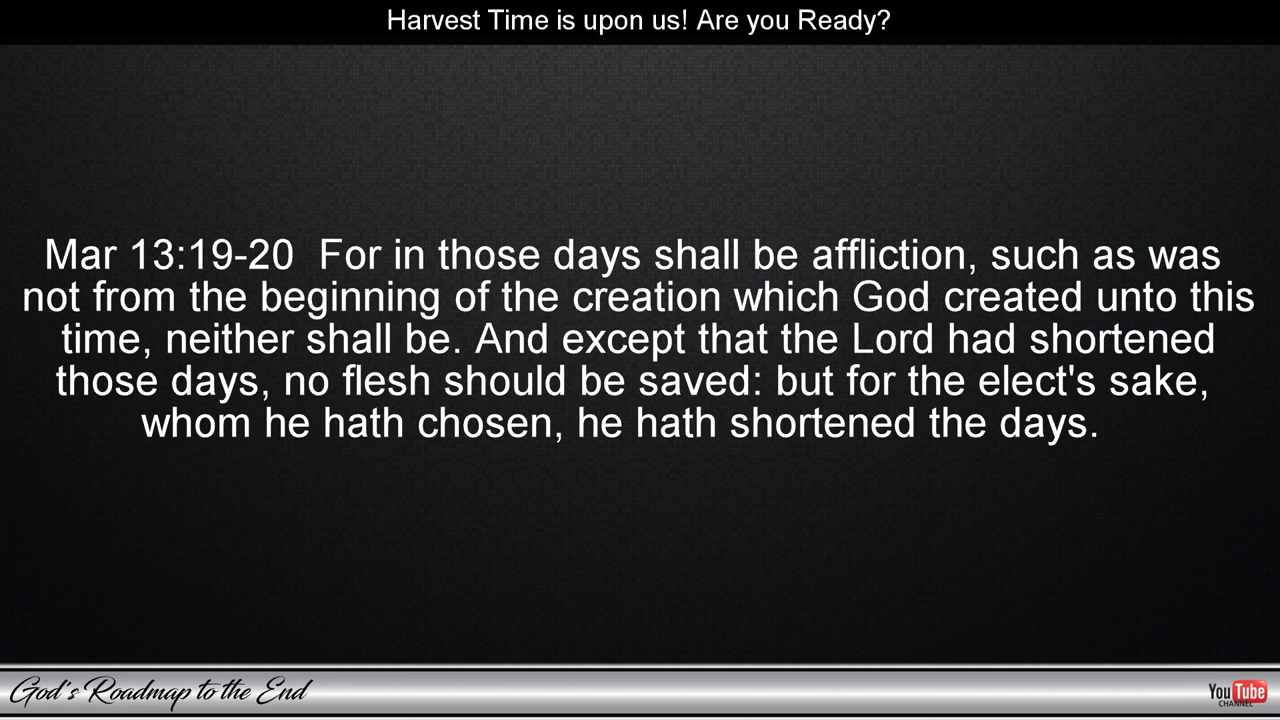 Harvest Time is upon us! Are you Ready?
Mar 13:19-20  For in those days shall be affliction, such as was
not from the beginning of the creation which God created unto this
time, neither shall be. And except that the Lord had shortened
those days, no flesh should be saved: but for the elect's sake,
whom he hath chosen, he hath shortened the days.
God's Roadmap to the End
YouTube
CHANNEL